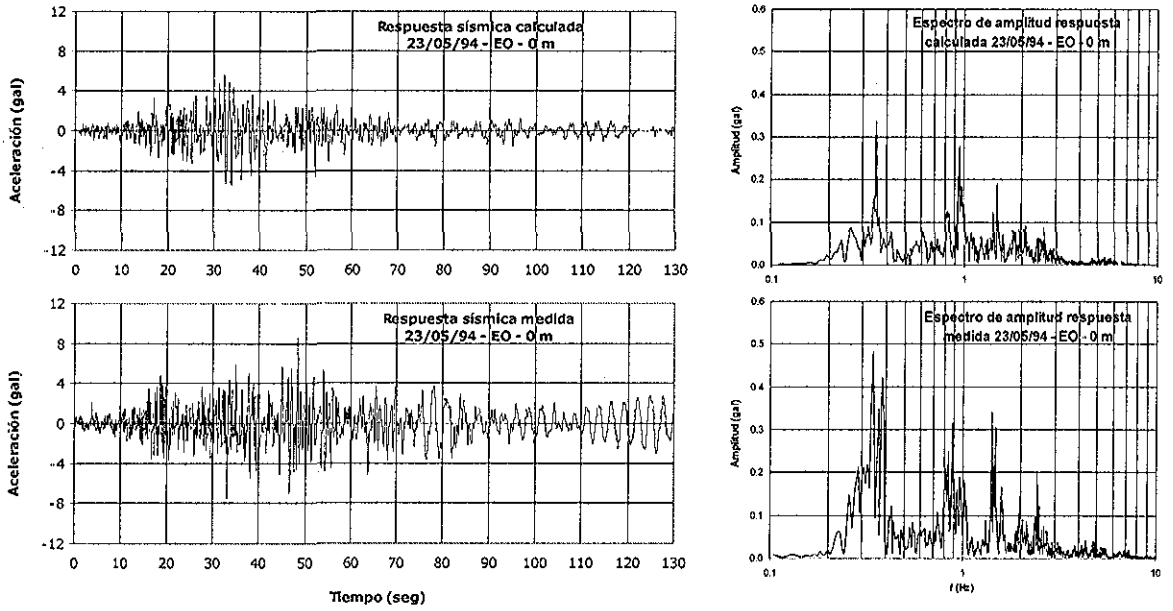 Respuesta sísmica calculada
23/05/94 - EO - 0 m
Aceleración (gal)
12
8
4
0
-4
-8
-12
0 10 20 30 40 50 60 70 80 90 100 110 120 130
Espectro de amplitud respuesta
calculada 23/05/94 - EO - 0 m
Amplitud (gal)
0.6
0.5
0.4
0.3
0.2
0.1
0.0
0.1 1 10
Respuesta sísmica medida
23/05/94 - EO - 0 m
Aceleración (gal)
12
8
4
0
-4
-8
-12
0 10 20 30 40 50 60 70 80 90 100 110 120 130
Tiempo (seg)
Espectro de amplitud respuesta
medida 23/05/94 - EO - 0 m
Amplitud (gal)
0.6
0.5
0.4
0.3
0.2
0.1
0.0
0.1 1 10
f (Hz)